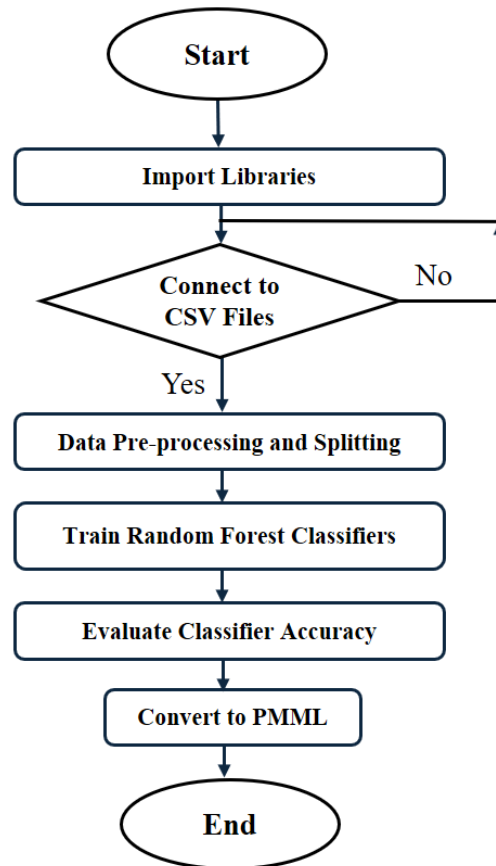 Start
Import Libraries
Connect to
CSV Files
No
Yes
Data Pre-processing and Splitting
Train Random Forest Classifiers
Evaluate Classifier Accuracy
Convert to PMML
End